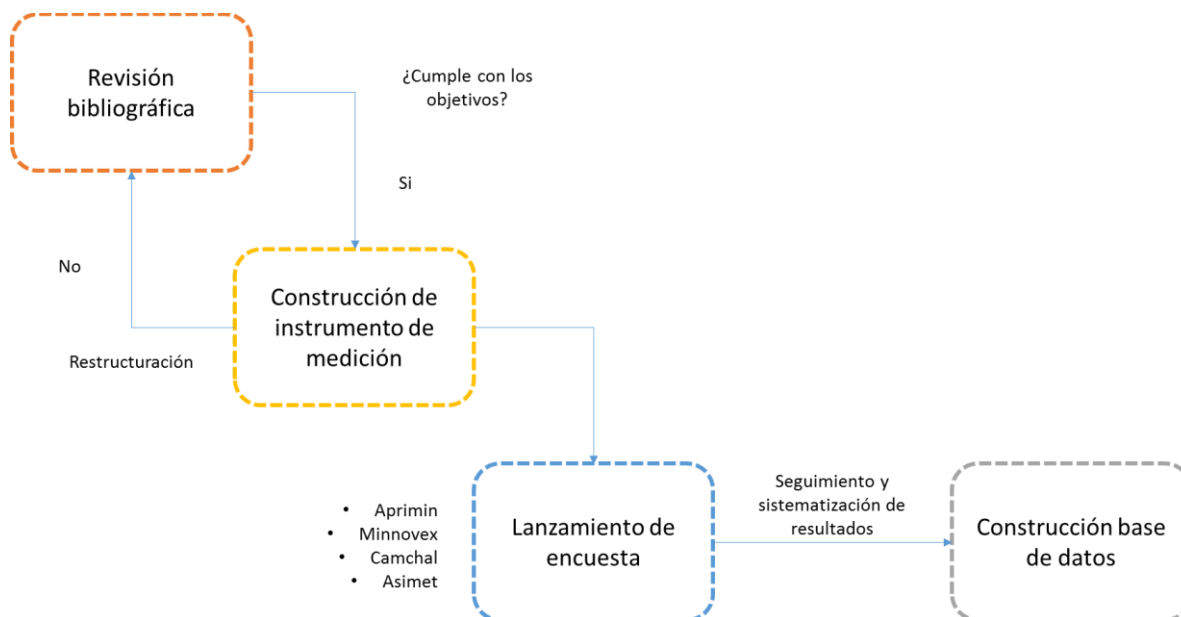 Revisión
bibliográfica
¿Cumple con los
objetivos?
Si
No
Construcción de
instrumento de
medición
Restructuración
• Aprimin
• Minnovex
• Camchal
• Asimet
Lanzamiento de
encuesta
Seguimiento y
sistematización de
resultados
Construcción base
de datos